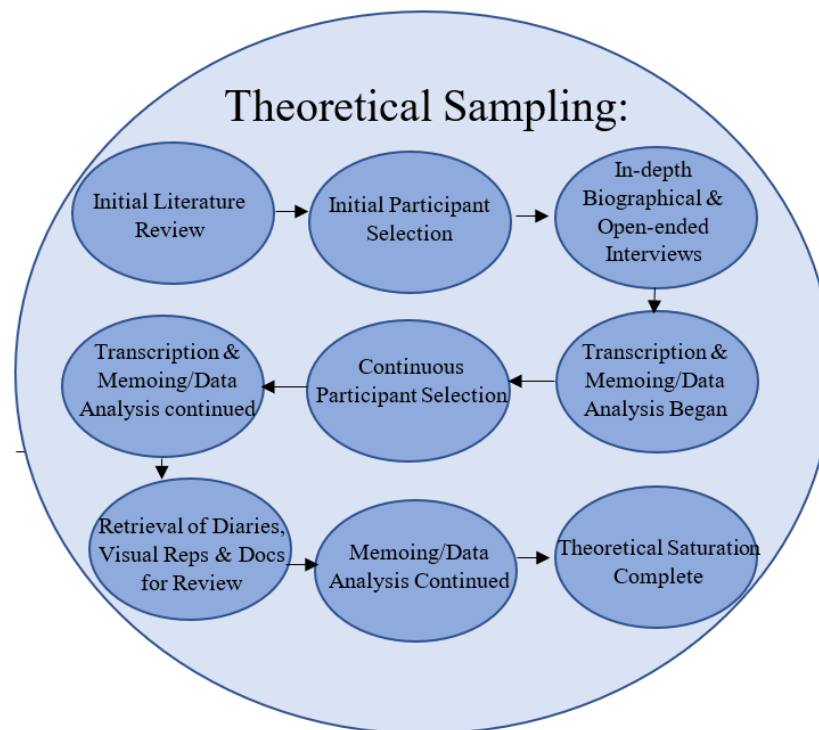 Theoretical Sampling:
Initial Literature
Review
Initial Participant
Selection
In-depth
Biographical &
Open-ended
Interviews
Transcription &
Memoing/Data
Analysis Began
Continuous
Participant Selection
Transcription &
Memoing/Data
Analysis continued
Retrieval of Diaries,
Visual Reps & Docs
for Review
Memoing/Data
Analysis Continued
Theoretical Saturation
Complete